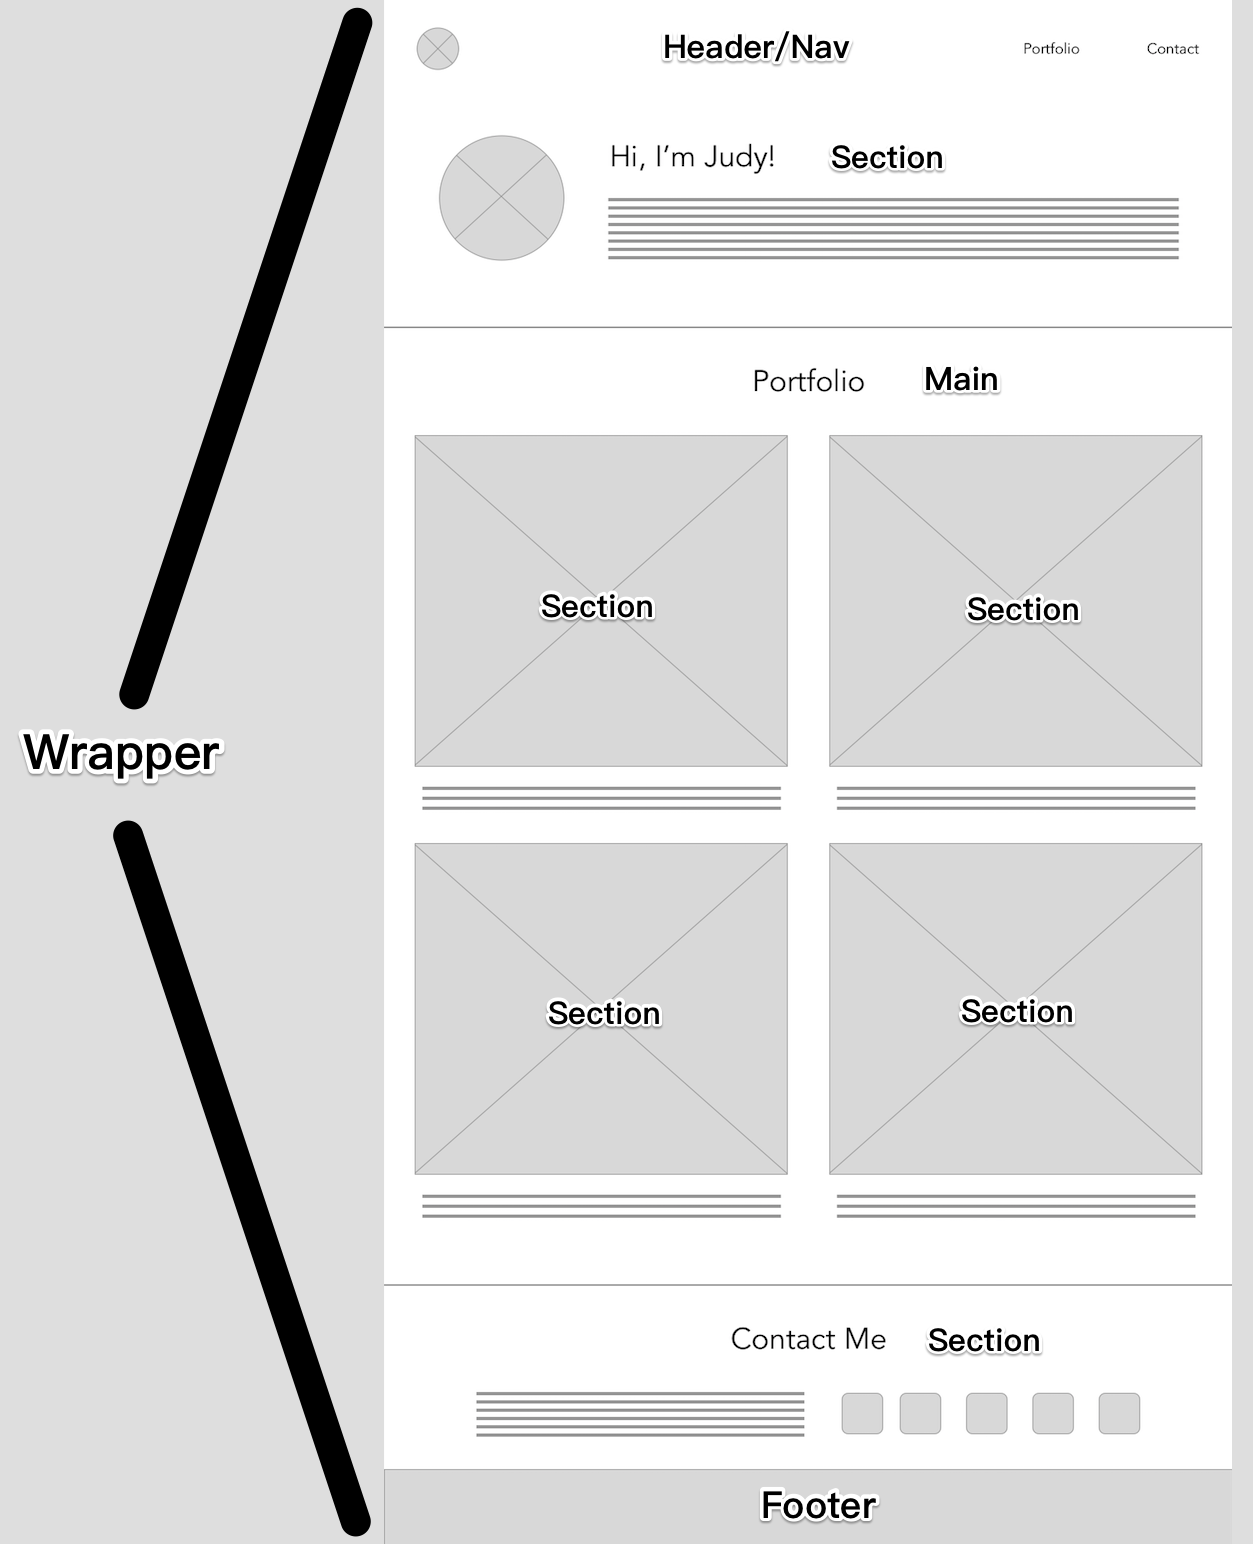 Header/Nav
Portfolio
Contact
Hi, I'm Judy!
Section
Portfolio
Main
Section
Section
Wrapper
Section
Section
Contact Me
Section
Footer